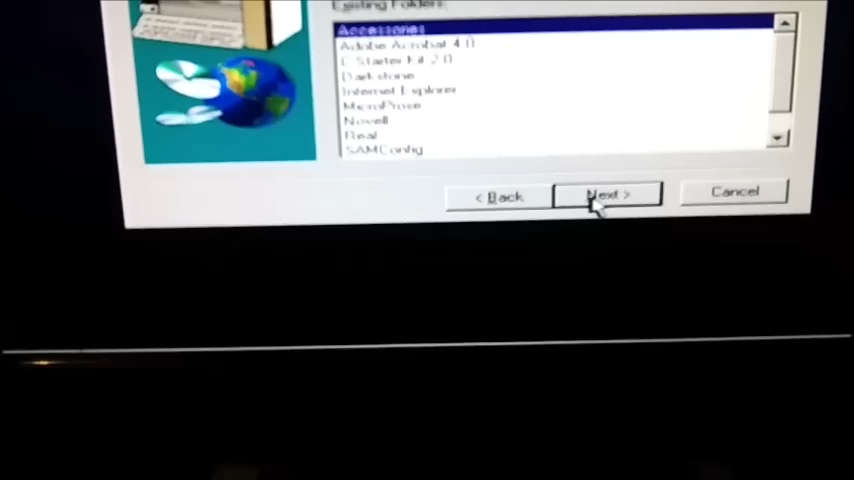 Existing Folders:
Accessories
Adobe Acrobat 4.0
E Starter Kit 2.0
Darkstone
Internet Explorer
MicroProse
Novell
Real
SAMConfig
< Back
Next >
Cancel